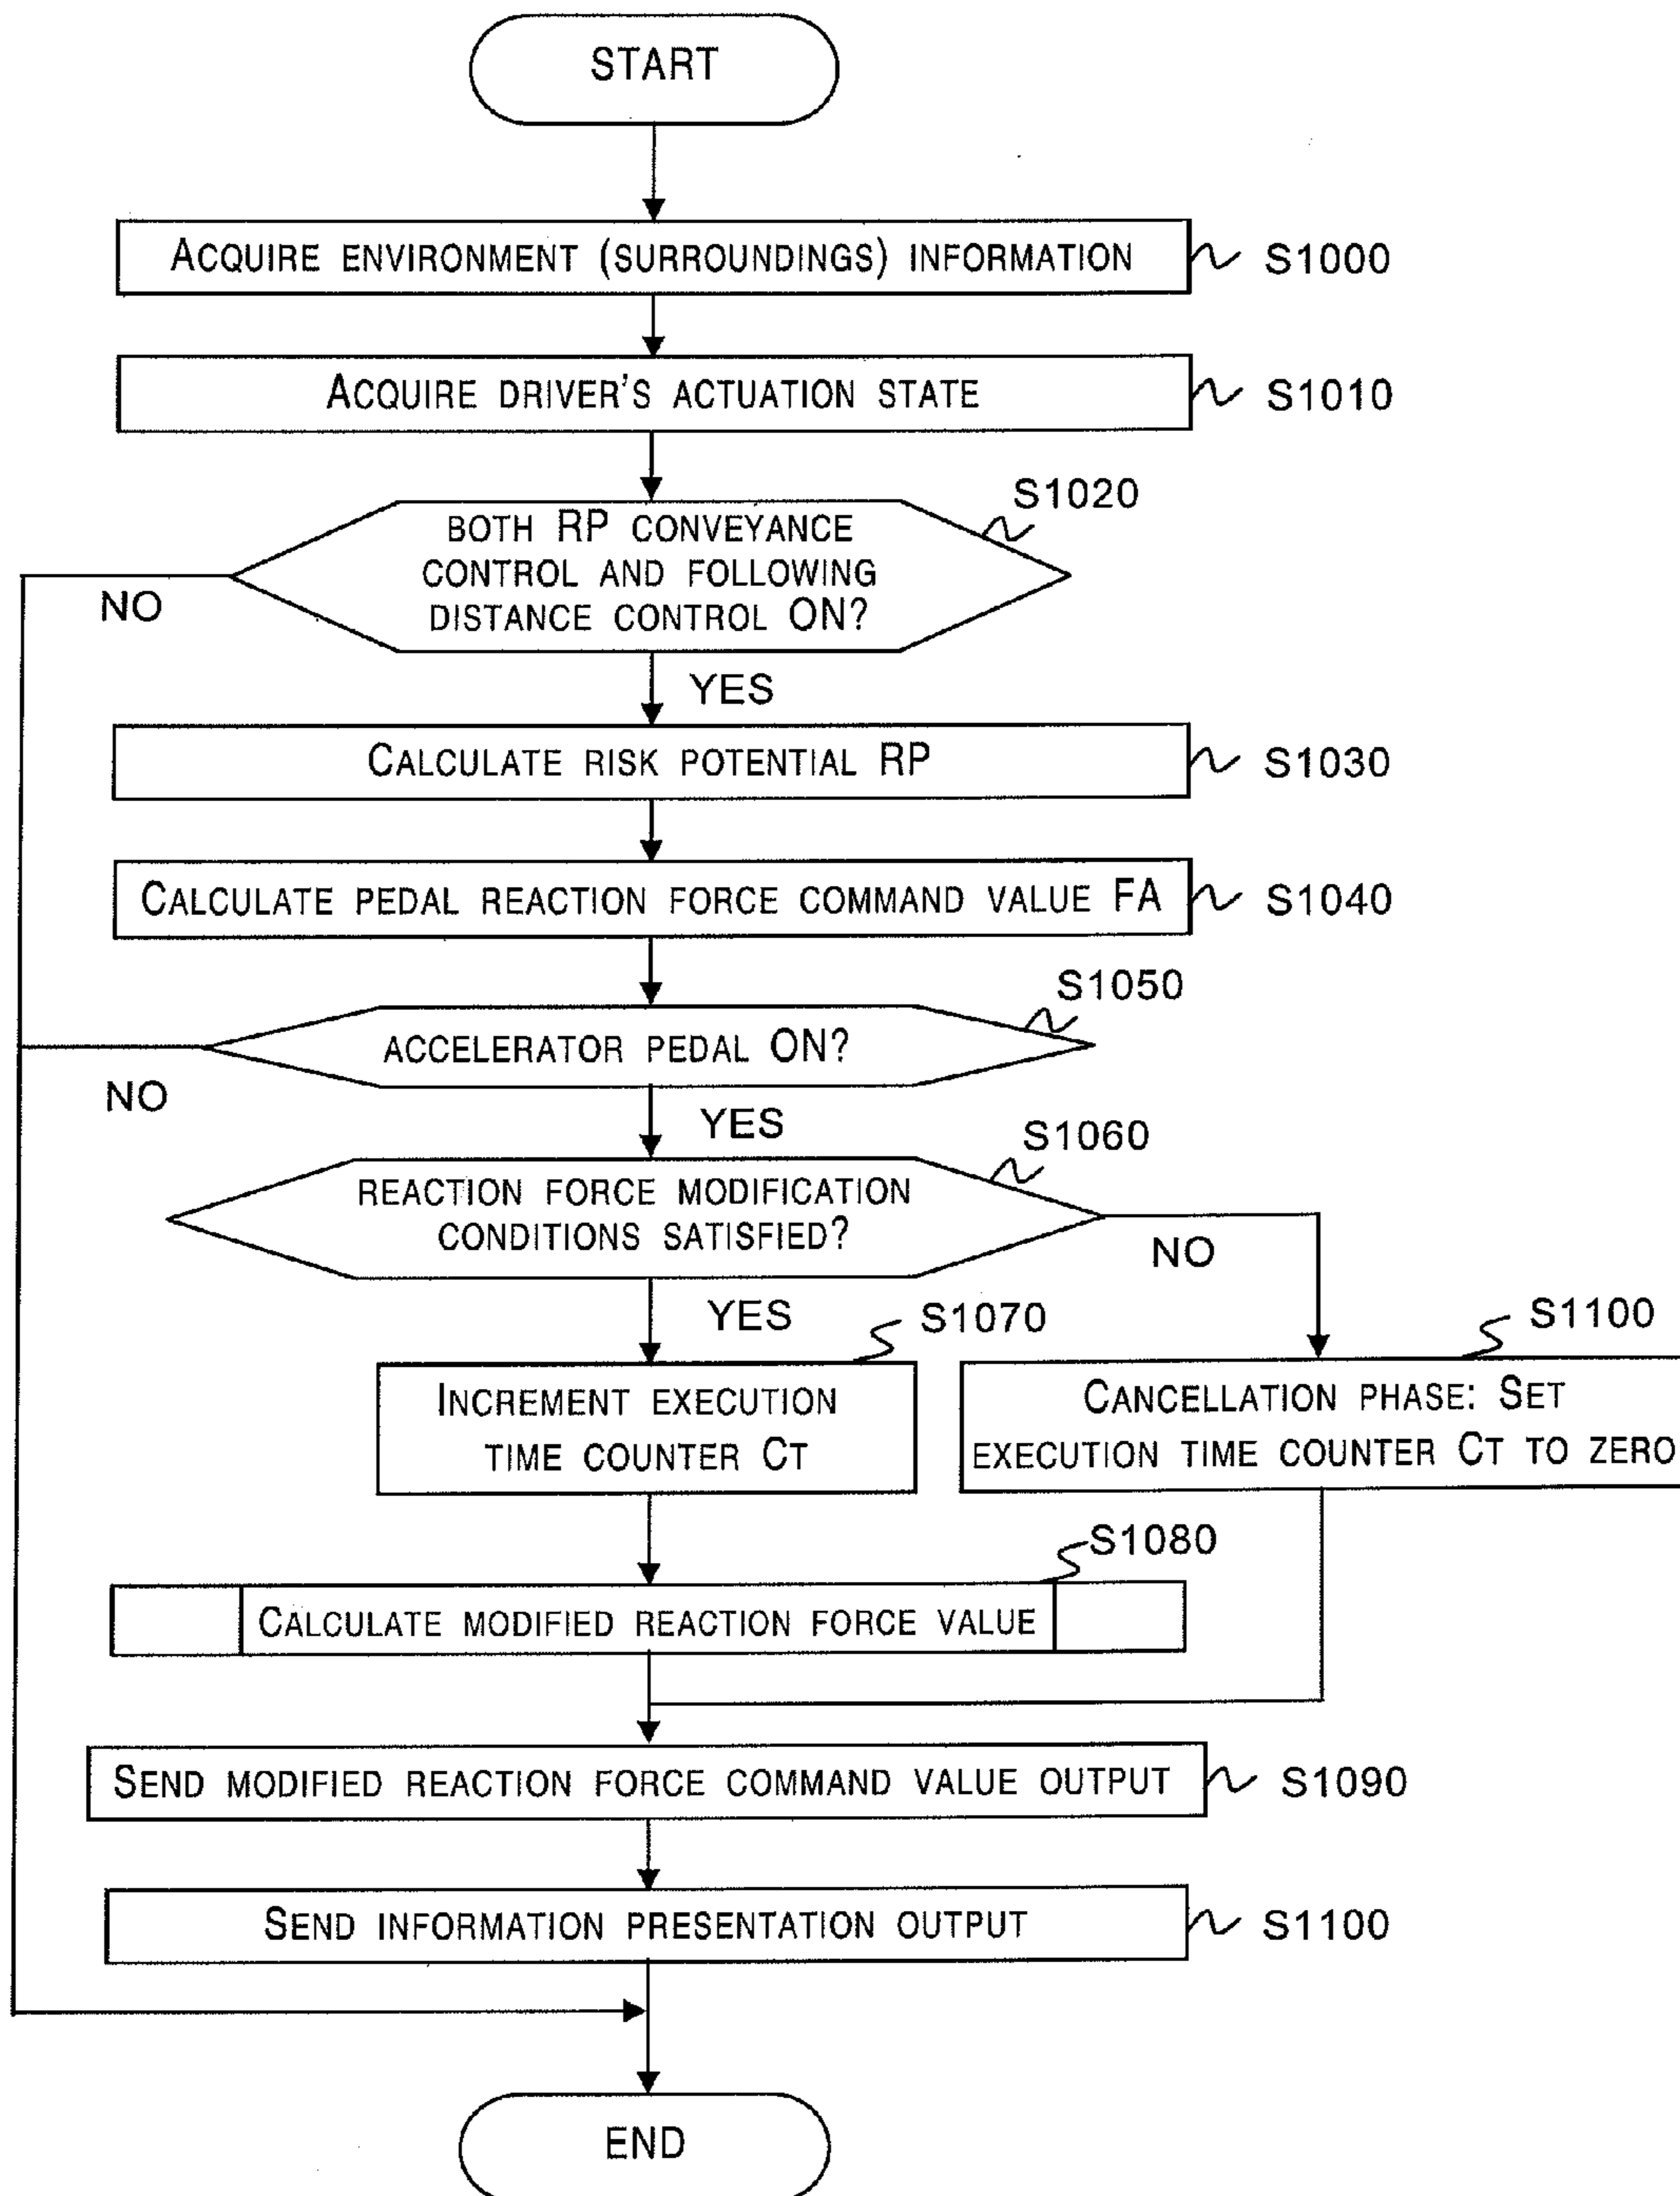 START
ACQUIRE ENVIRONMENT (SURROUNDINGS) INFORMATION
S1000
ACQUIRE DRIVER'S ACTUATION STATE
S1010
S1020
BOTH RP CONVEYANCE
CONTROL AND FOLLOWING
DISTANCE CONTROL ON?
NO
YES
CALCULATE RISK POTENTIAL RP
S1030
CALCULATE PEDAL REACTION FORCE COMMAND VALUE FA
S1040
S1050
ACCELERATOR PEDAL ON?
NO
YES
S1060
REACTION FORCE MODIFICATION
CONDITIONS SATISFIED?
NO
YES
S1070
INCREMENT EXECUTION
TIME COUNTER CT
S1100
CANCELLATION PHASE: SET
EXECUTION TIME COUNTER CT TO ZERO
S1080
CALCULATE MODIFIED REACTION FORCE VALUE
SEND MODIFIED REACTION FORCE COMMAND VALUE OUTPUT
S1090
SEND INFORMATION PRESENTATION OUTPUT
S1100
END